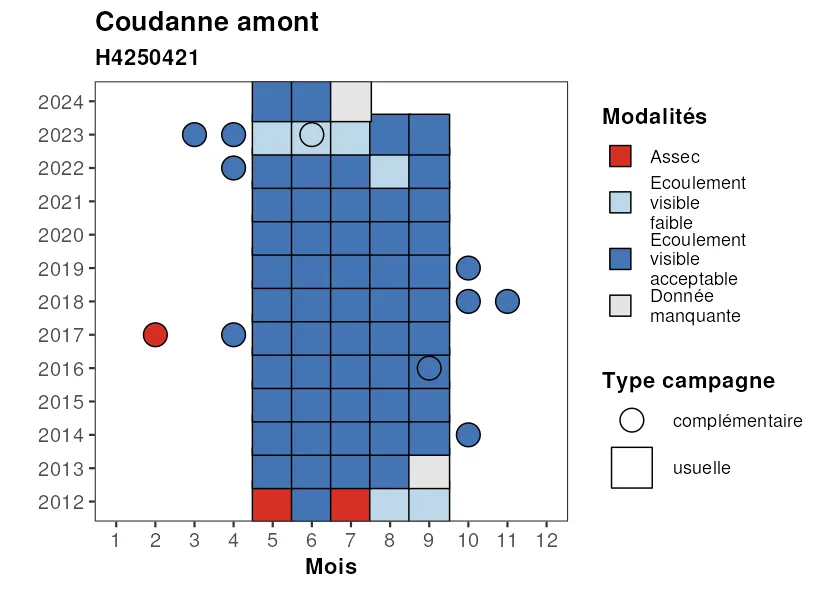 Coudanne amont
H4250421
2024
2023
2022
2021
2020
2019
2018
2017
2016
2015
2014
2013
2012
1 2 3 4 5 6 7 8 9 10 11 12
Mois
Modalités
Assec
Ecoulement
visible
faible
Ecoulement
visible
acceptable
Donnée
manquante
Type campagne
complémentaire
usuelle